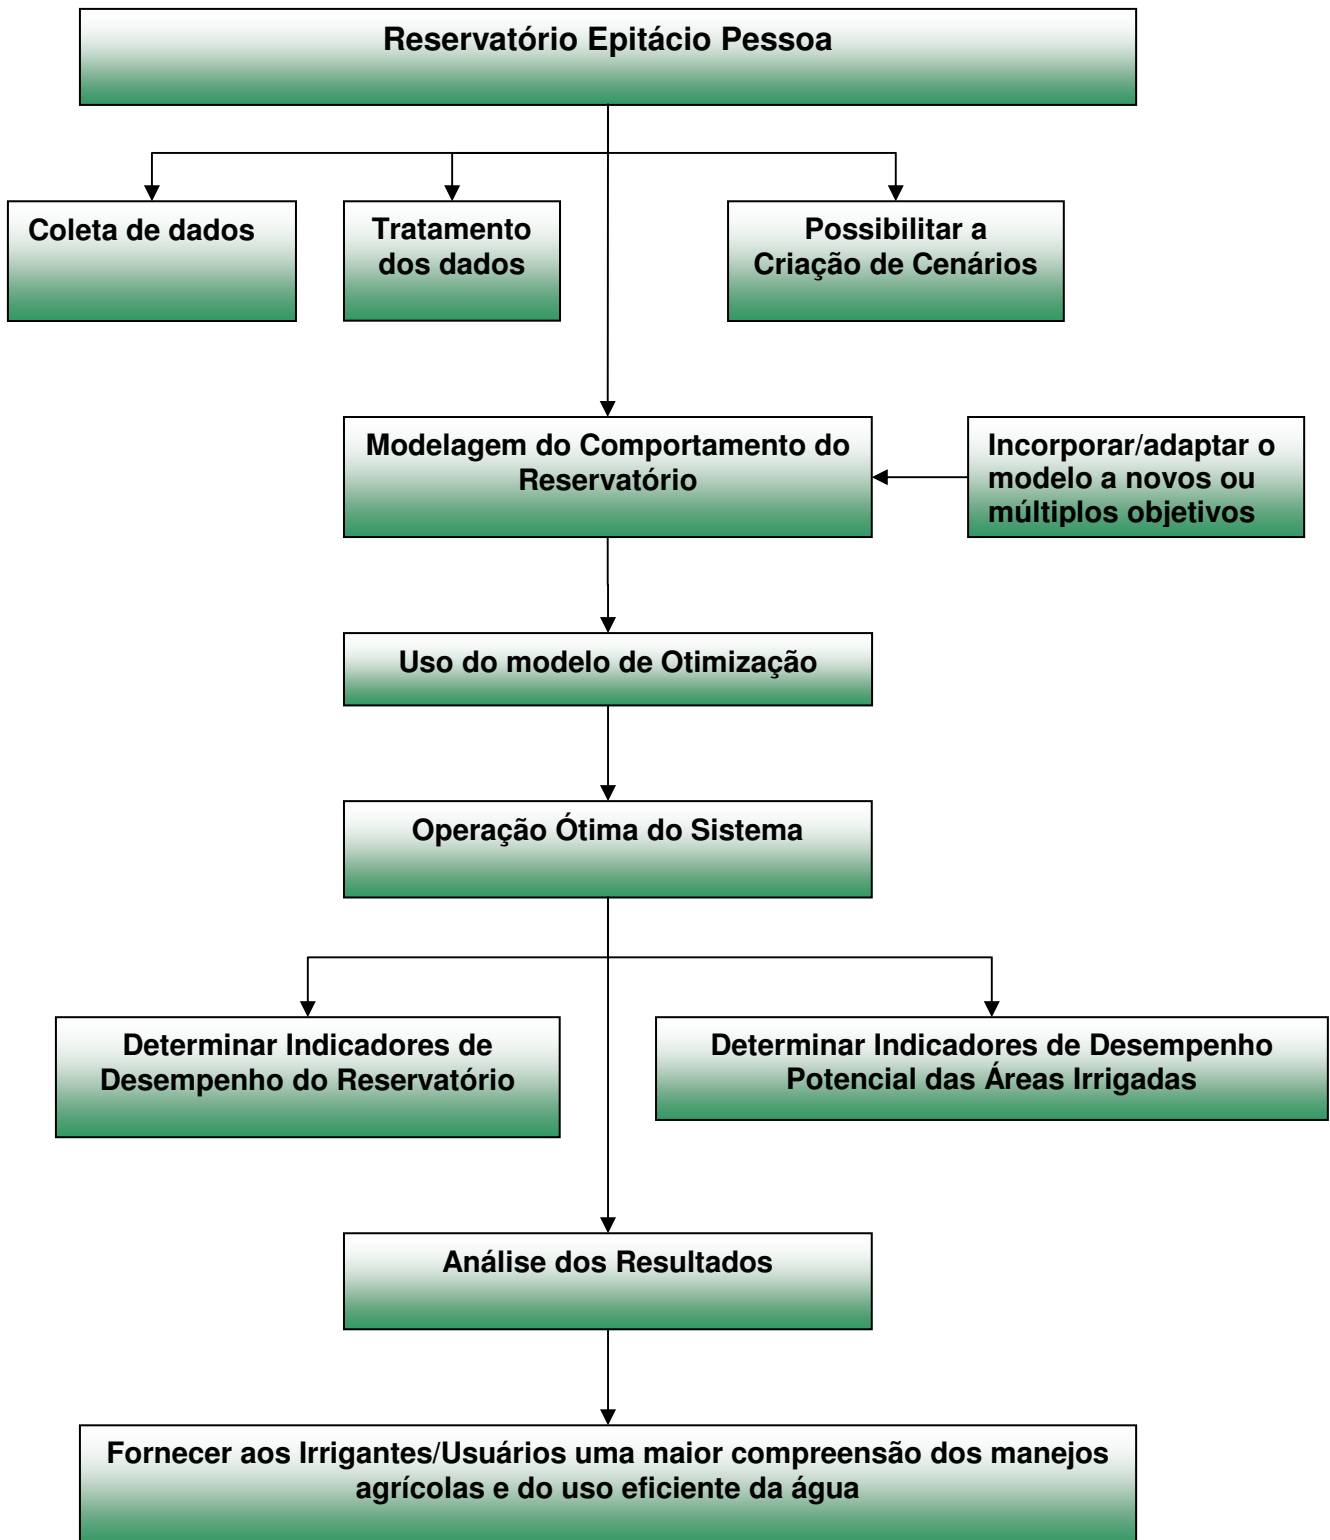 Reservatório Epitácio Pessoa
Coleta de dados
Tratamento
dos dados
Possibilitar a
Criação de Cenários
Modelagem do Comportamento do
Reservatório
Incorporar/adaptar o
modelo a novos ou
múltiplos objetivos
Uso do modelo de Otimização
Operação Ótima do Sistema
Determinar Indicadores de
Desempenho do Reservatório
Determinar Indicadores de Desempenho
Potencial das Áreas Irrigadas
Análise dos Resultados
Fornecer aos Irrigantes/Usuários uma maior compreensão dos manejos
agrícolas e do uso eficiente da água